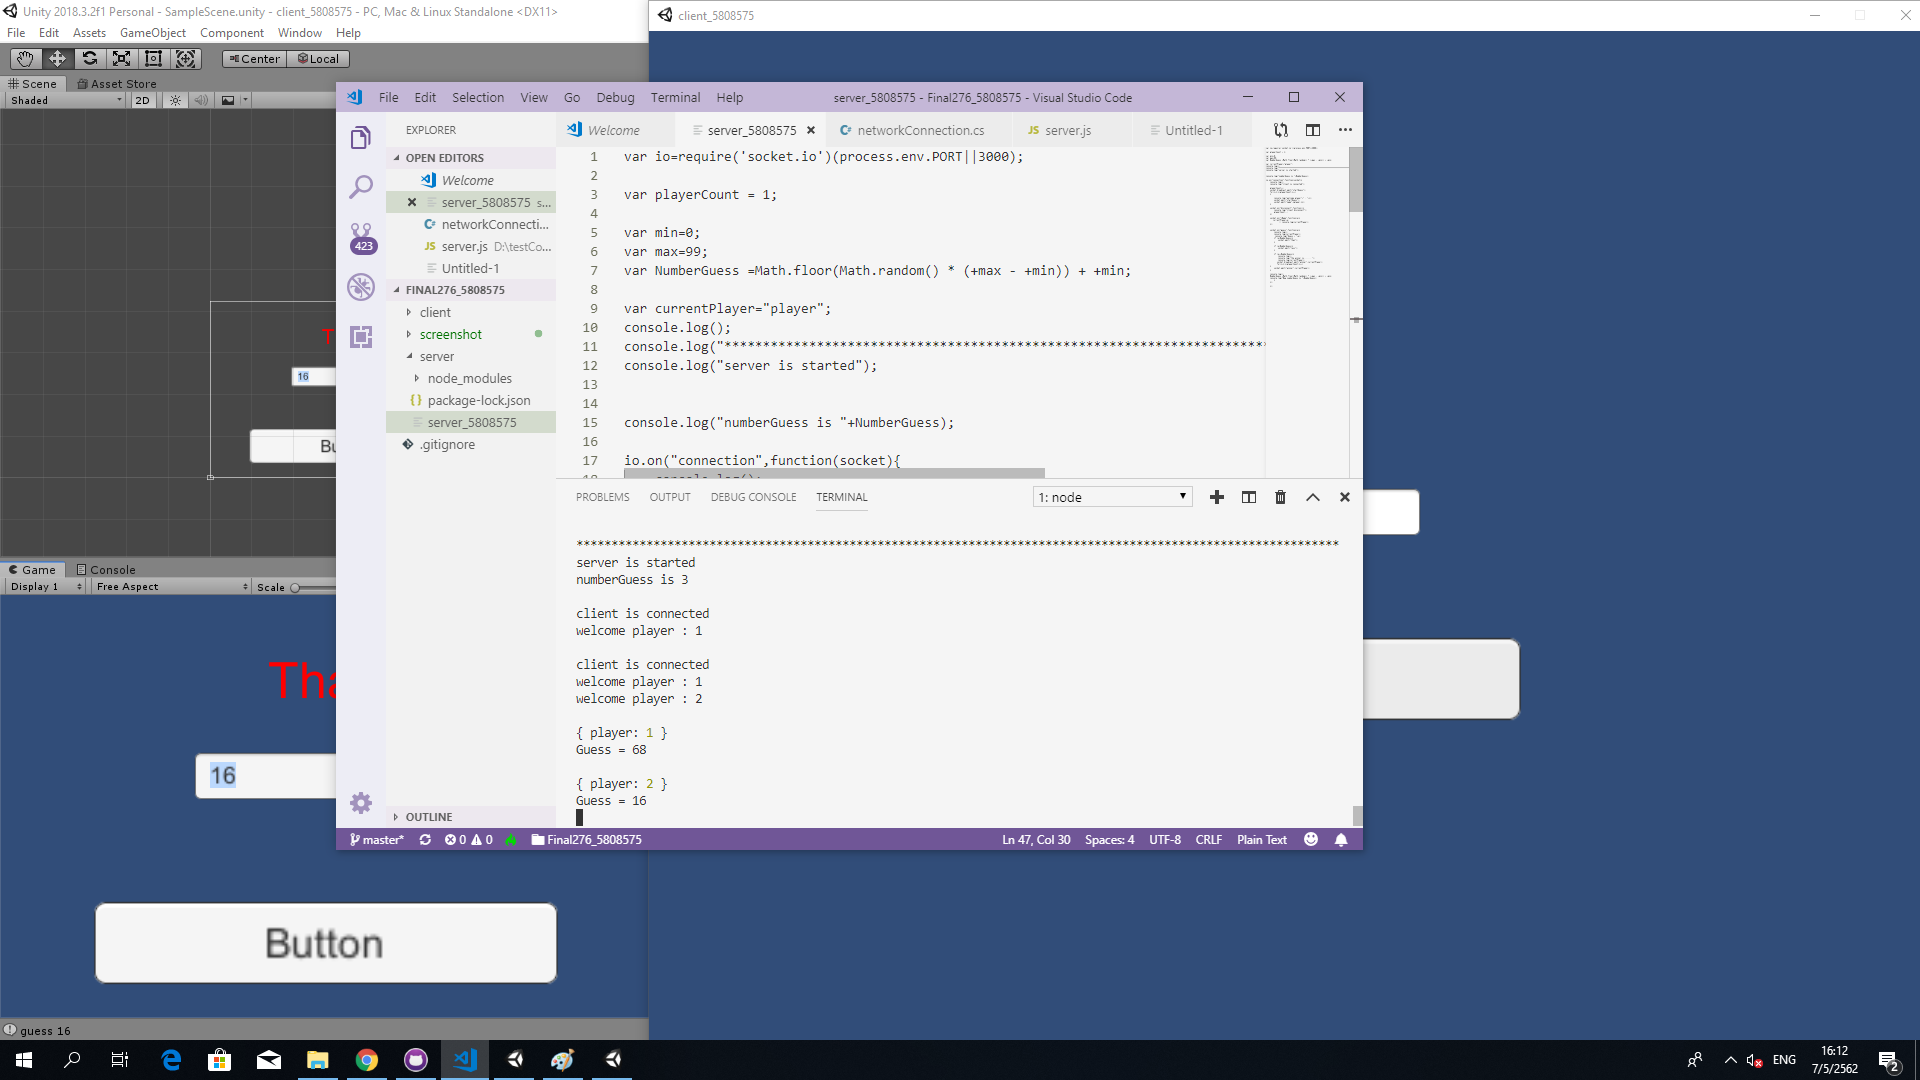 Unity 2018.3.2f1 Personal - SampleScene.unity - client_5808575 - PC, Mac & Linux Standalone <DX11>
File Edit Assets GameObject Component Window Help
Center Local
Scene Asset Store
Shaded 2D
16
Game Console
Display 1 Free Aspect Scale
16
Button
guess 16
client_5808575
File Edit Selection View Go Debug Terminal Help
server_5808575 - Final276_5808575 - Visual Studio Code
EXPLORER
OPEN EDITORS
Welcome
server_5808575 s...
networkConnecti...
JS server.js D:\testCo...
Untitled-1
FINAL276_5808575
client
screenshot
server
node_modules
{} package-lock.json
server_5808575
.gitignore
OUTLINE
423
Welcome server_5808575 networkConnection.cs JS server.js Untitled-1
1 var io=require('socket.io')(process.env.PORT||3000);
2
3 var playerCount = 1;
4
5 var min=0;
6 var max=99;
7 var NumberGuess =Math.floor(Math.random() * (+max - +min)) + +min;
8
9 var currentPlayer="player";
10 console.log();
11 console.log("**********************************************************************
12 console.log("server is started");
13
14
15 console.log("numberGuess is "+NumberGuess);
16
17 io.on("connection",function(socket){
18 console.log();
PROBLEMS OUTPUT DEBUG CONSOLE TERMINAL
1: node
*************************************************************************************************************
server is started
numberGuess is 3
client is connected
welcome player : 1
client is connected
welcome player : 1
welcome player : 2
{ player: 1 }
Guess = 68
{ player: 2 }
Guess = 16
master* 0 0 Final276_5808575
Ln 47, Col 30 Spaces: 4 UTF-8 CRLF Plain Text
ENG
16:12
7/5/2562
2